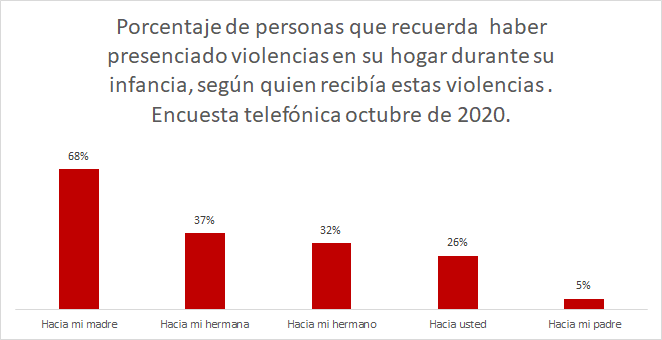 Porcentaje de personas que recuerda  haber
presenciado violencias en su hogar durante su
infancia, según quien recibía estas violencias .
Encuesta telefónica octubre de 2020.
68%
37%
32%
26%
5%
Hacia mi madre
Hacia mi hermana
Hacia mi hermano
Hacia usted
Hacia mi padre